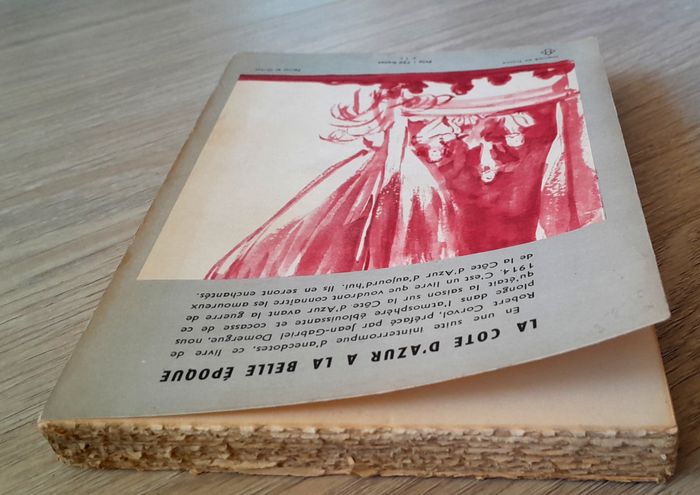 LA COTE D'AZUR A LA BELLE ÉPOQUE
En une suite ininterrompue d'anecdotes, ce livre de
Robert Corvol, préfacé par Jean-Gabriel Domergue, nous
plonge dans l'atmosphère éblouissante et cocasse de ce
qu'était la saison sur la Côte d'Azur avant la guerre de
1914. C'est un livre que voudront connaître les amoureux
de la Côte d'Azur d'aujourd'hui. Ils en seront enchantés.